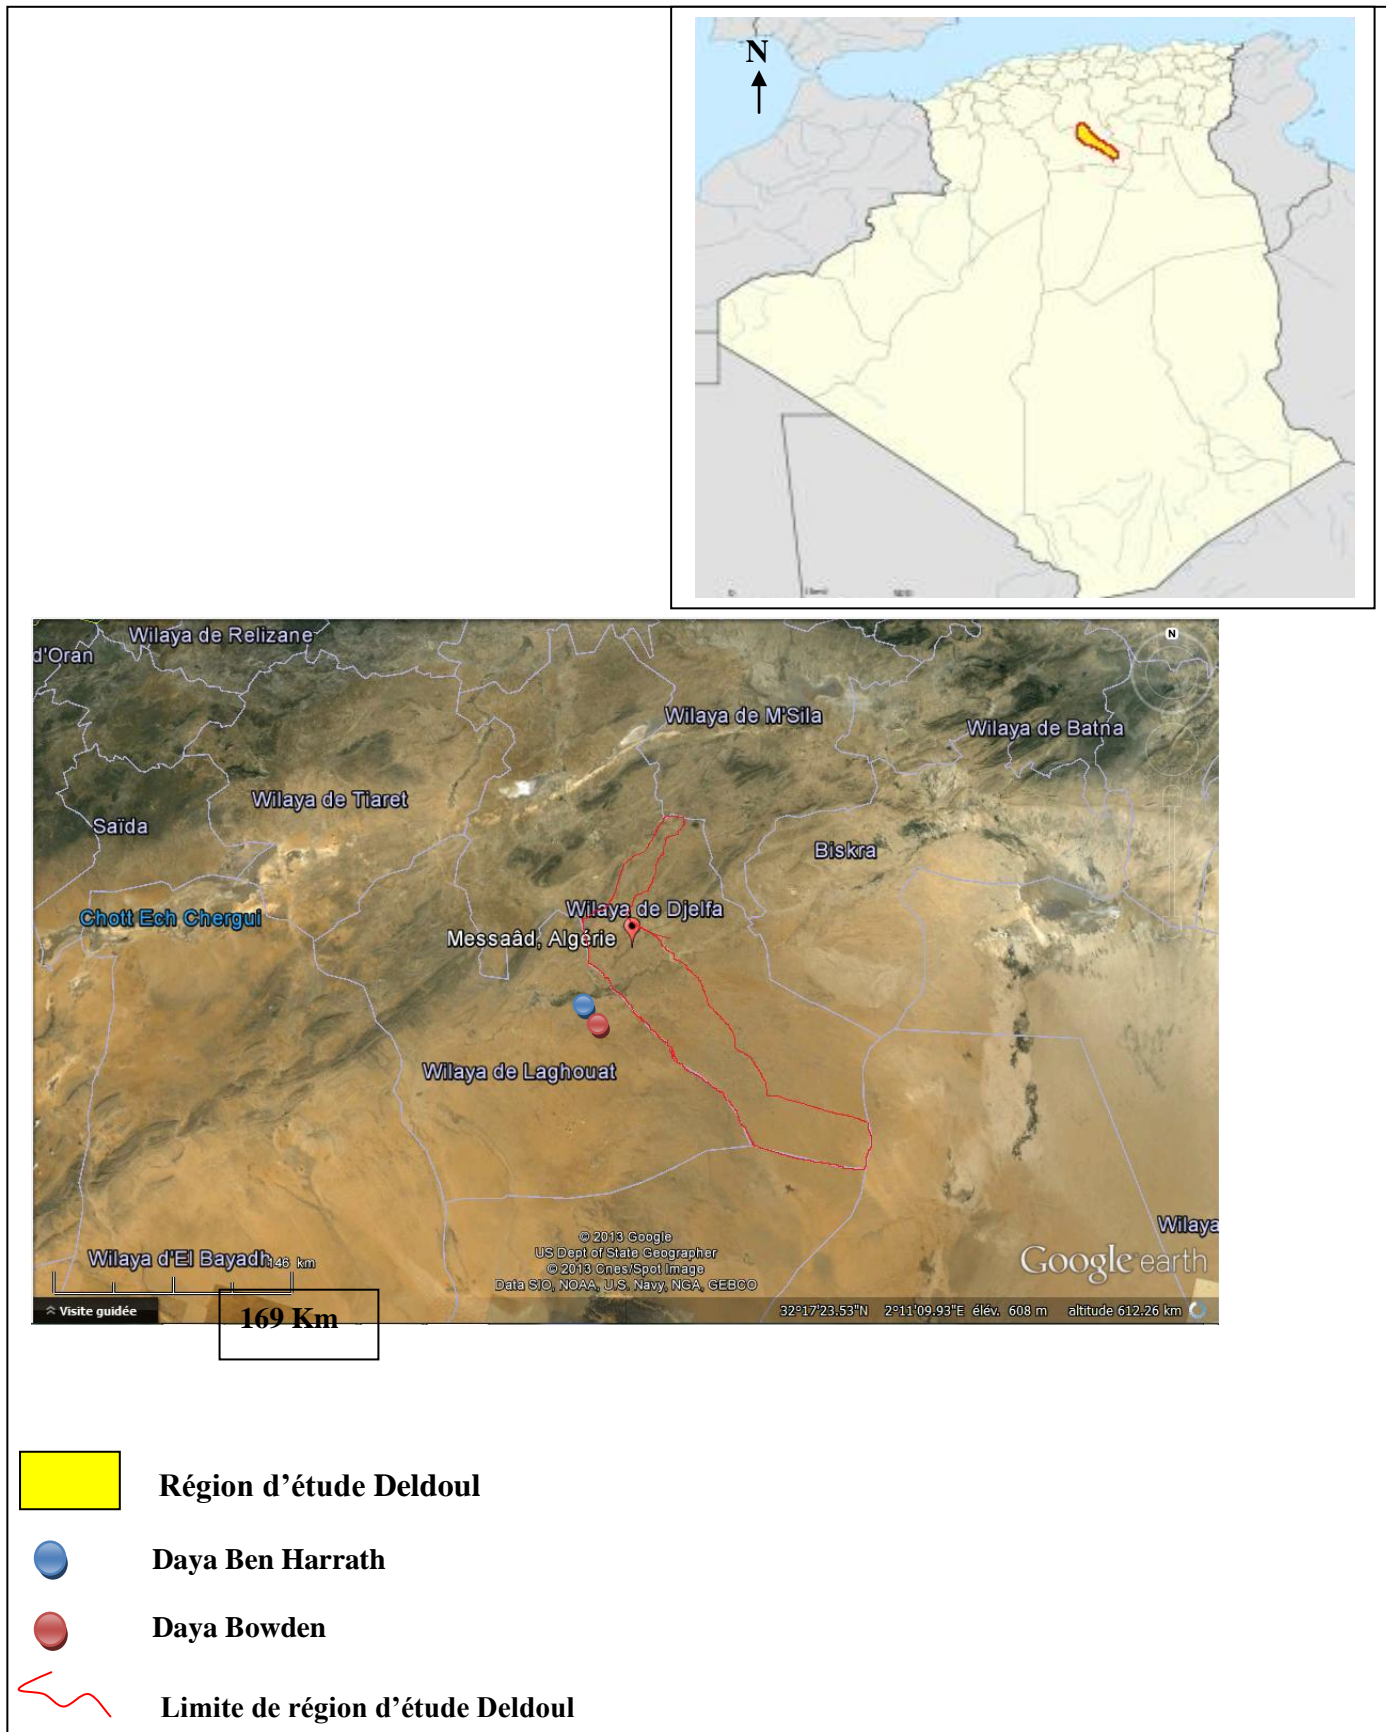 N
Wilaya de Relizane
d'Oran
N
Wilaya de M'Sila
Wilaya de Batna
Wilaya de Tiaret
Saïda
Biskra
Chott Ech Chergui
Wilaya de Djelfa
Messaâd, Algérie
Wilaya de Laghouat
Wilaya
© 2013 Google
US Dept of State Geographer
© 2013 Cnes/Spot Image
Data SIO, NOAA, U.S. Navy, NGA, GEBCO
Wilaya d'El Bayadh
146 km
Google earth
Visite guidée
32°17'23.53"N 2°11'09.93"E élév. 608 m altitude 612.26 km
169 Km
Région d’étude Deldoul
Daya Ben Harrath
Daya Bowden
Limite de région d’étude Deldoul